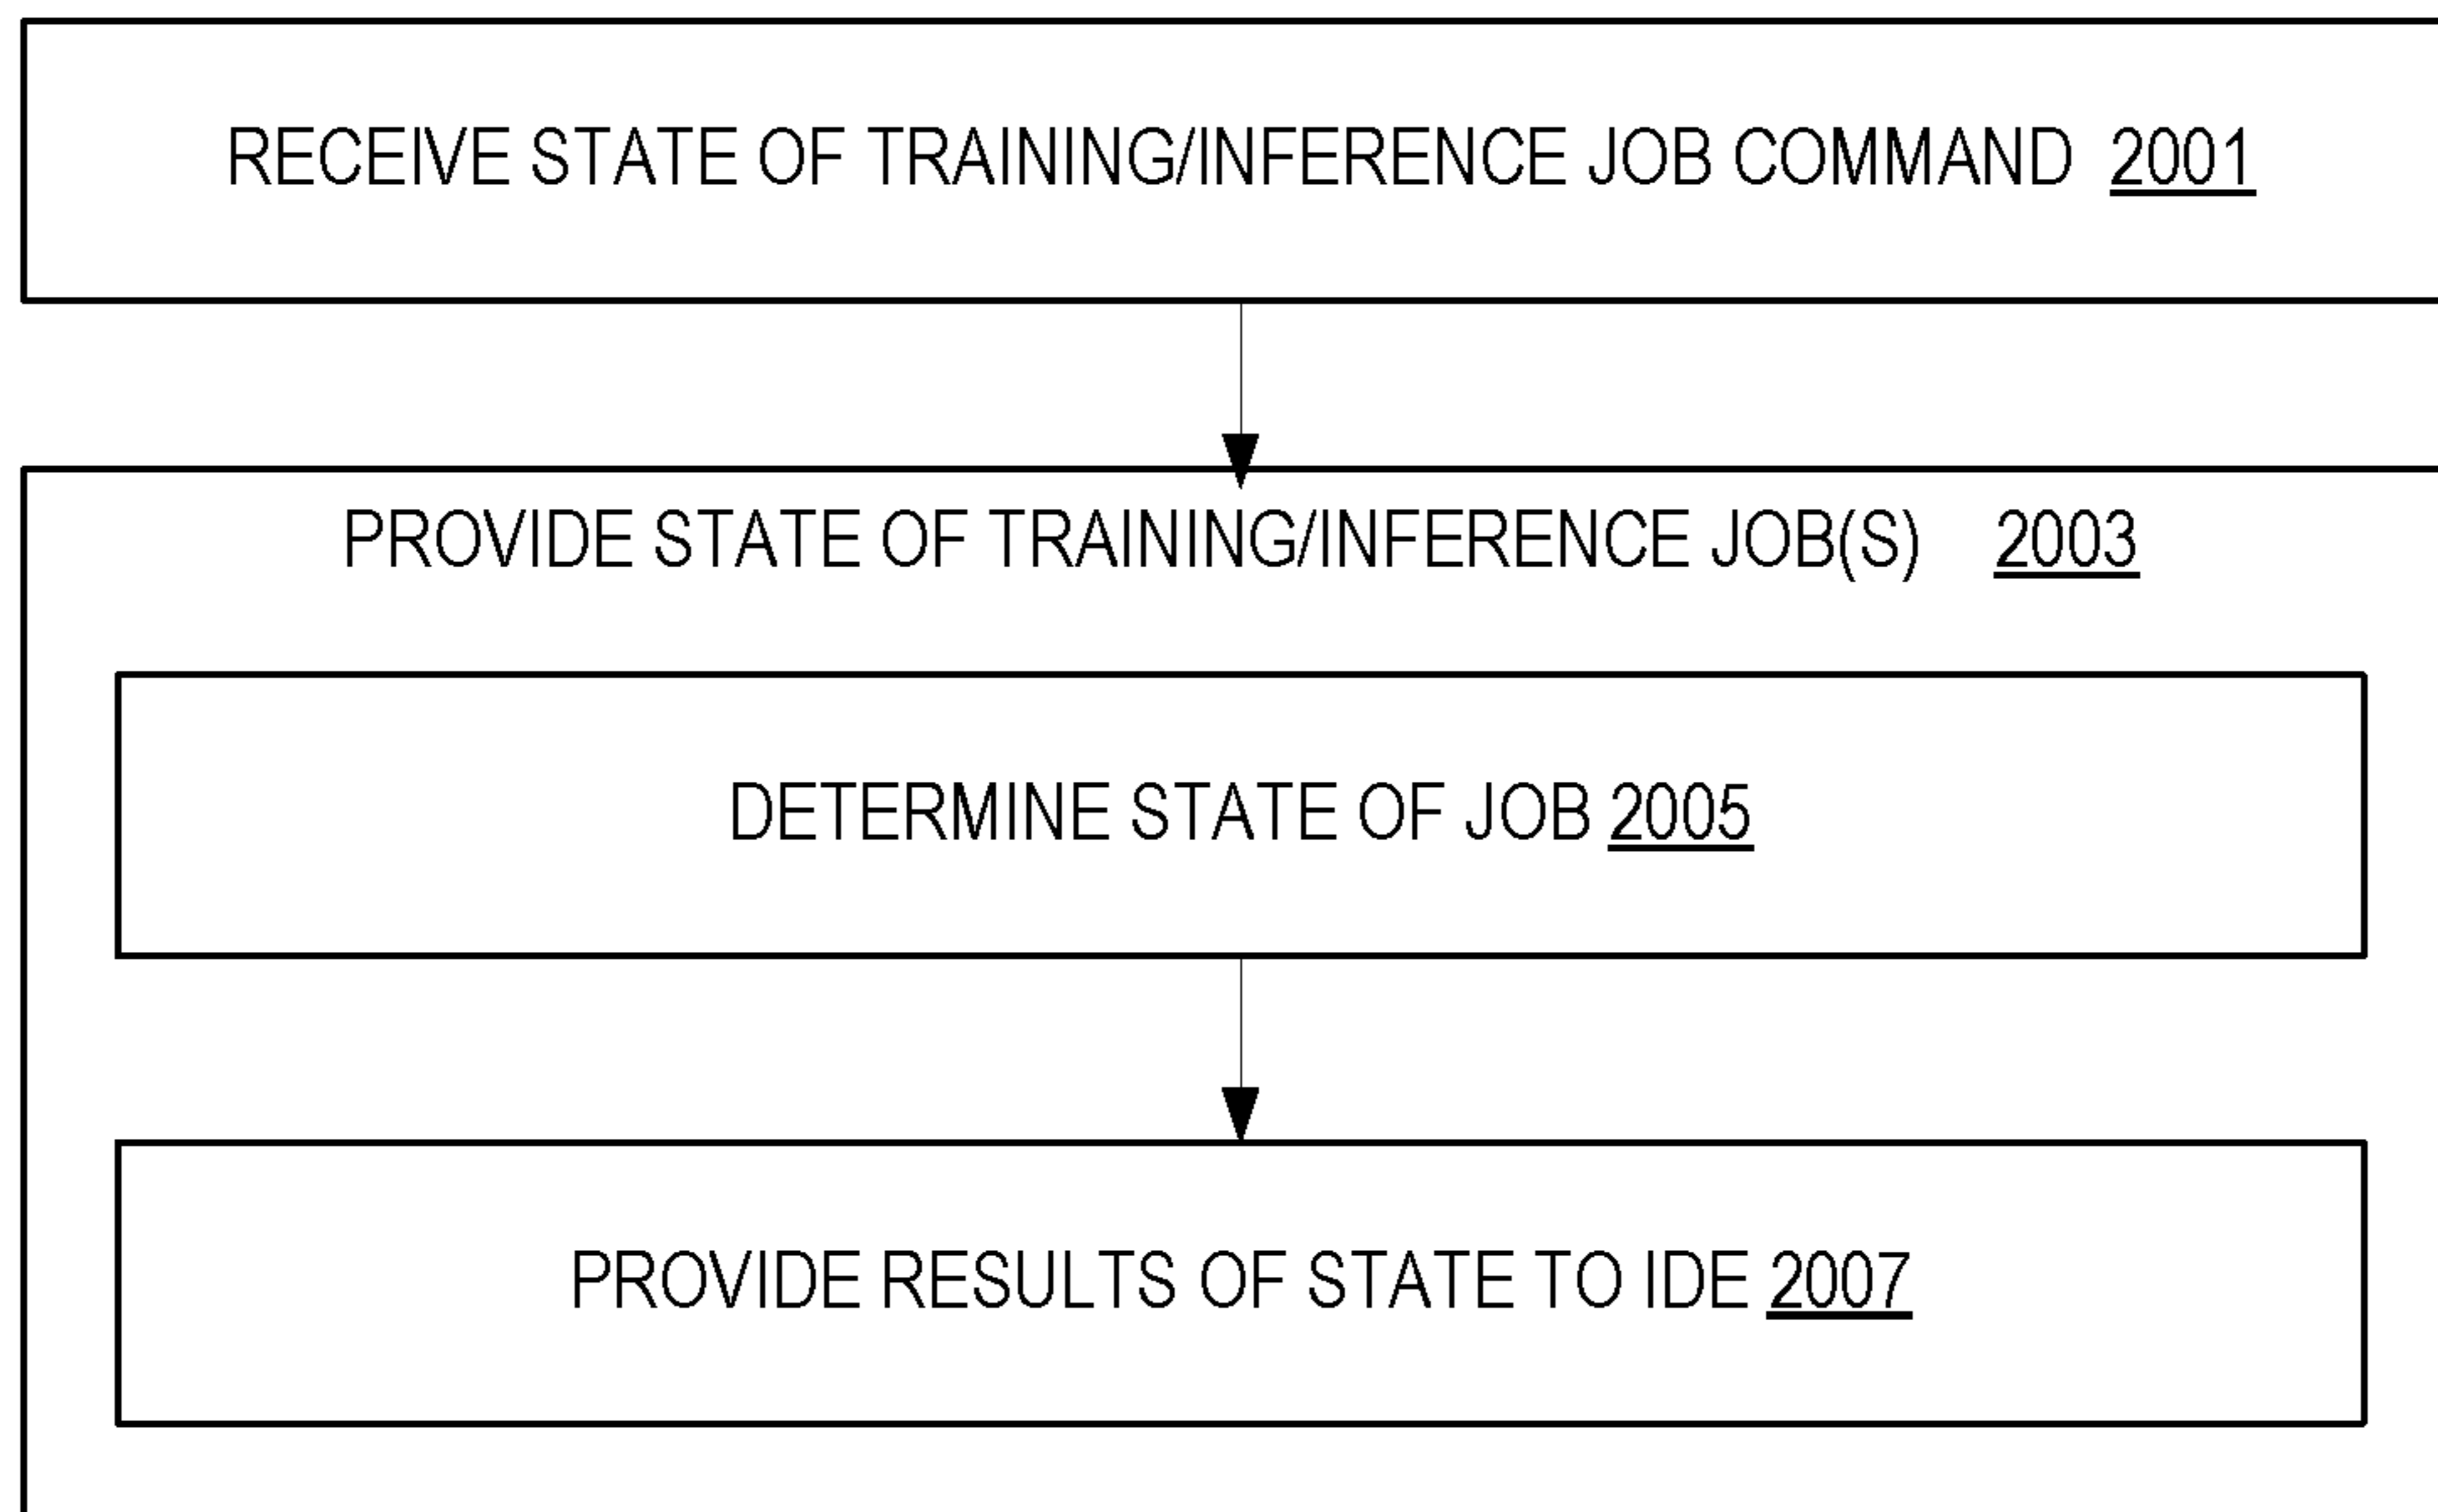 RECEIVE STATE OF TRAINING/INFERENCE JOB COMMAND 2001
PROVIDE STATE OF TRAINING/INFERENCE JOB(S) 2003
DETERMINE STATE OF JOB 2005
PROVIDE RESULTS OF STATE TO IDE 2007